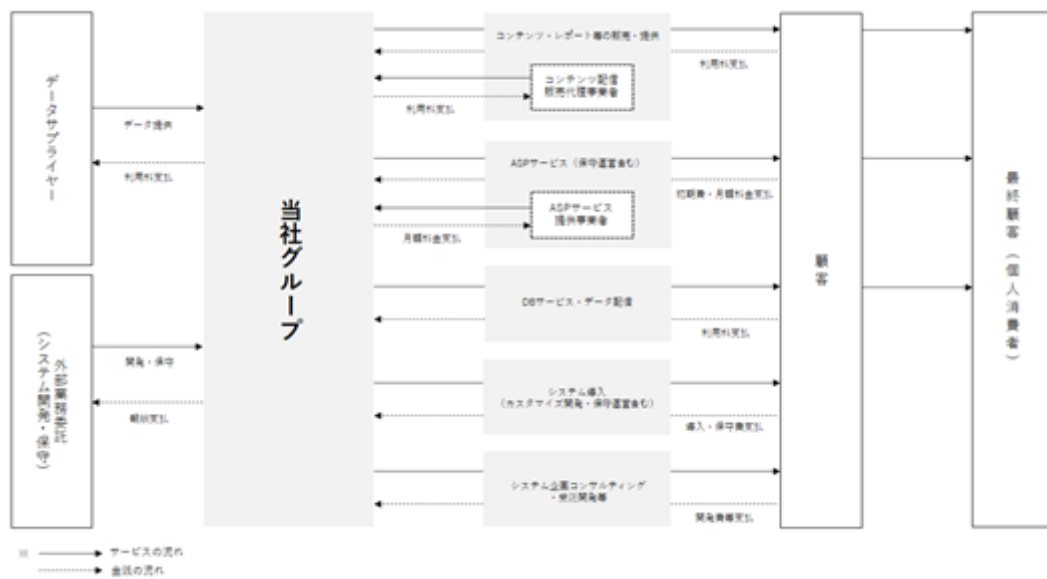 データサプライヤー
データ提供
利用料支払
外部業務委託
(システム開発・保守)
開発・保守
報酬支払
当社グループ
コンテンツ・レポート等の販売・提供
利用料支払
コンテンツ配信
販売代理事業者
利用料支払
ASPサービス(保守運営含む)
初期費・月額料金支払
ASPサービス
提供事業者
月額料金支払
DBサービス・データ配信
利用料支払
システム導入
(カスタマイズ開発・保守運営含む)
導入・保守費支払
システム企画コンサルティング
・受託開発等
開発費等支払
顧客
最終顧客(個人消費者)
※
サービスの流れ
金銭の流れ